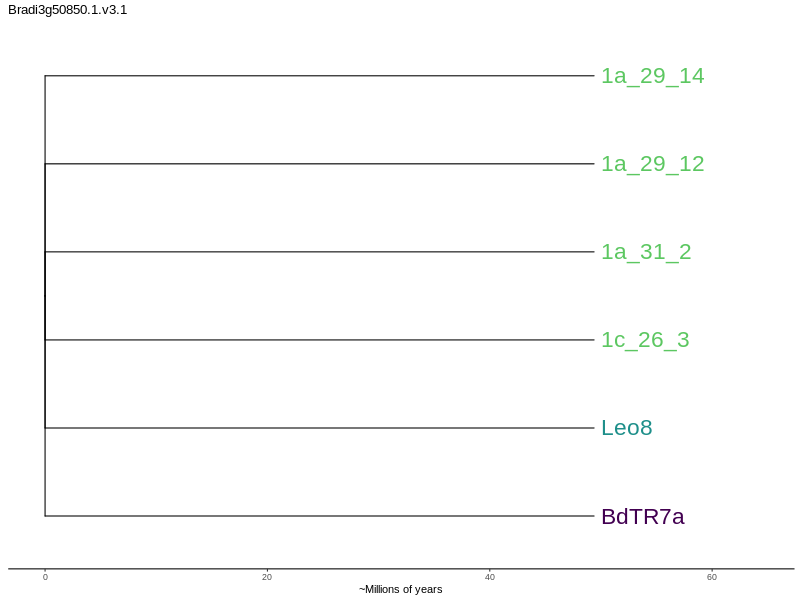 Bradi3g50850.1.v3.1
1a_29_14
1a_29_12
1a_31_2
1c_26_3
Leo8
BdTR7a
0 20 40 60
~Millions of years